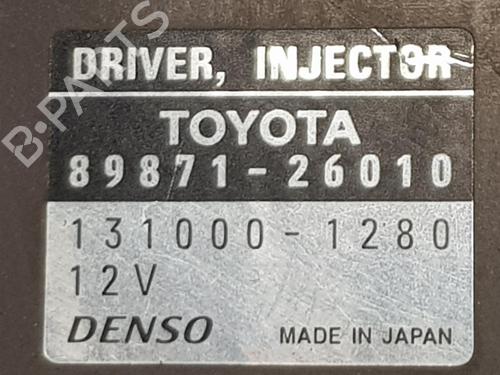 DRIVER, INJECTOR
TOYOTA
89871-26010
131000-1280
12V
DENSO MADE IN JAPAN
B-PARTS